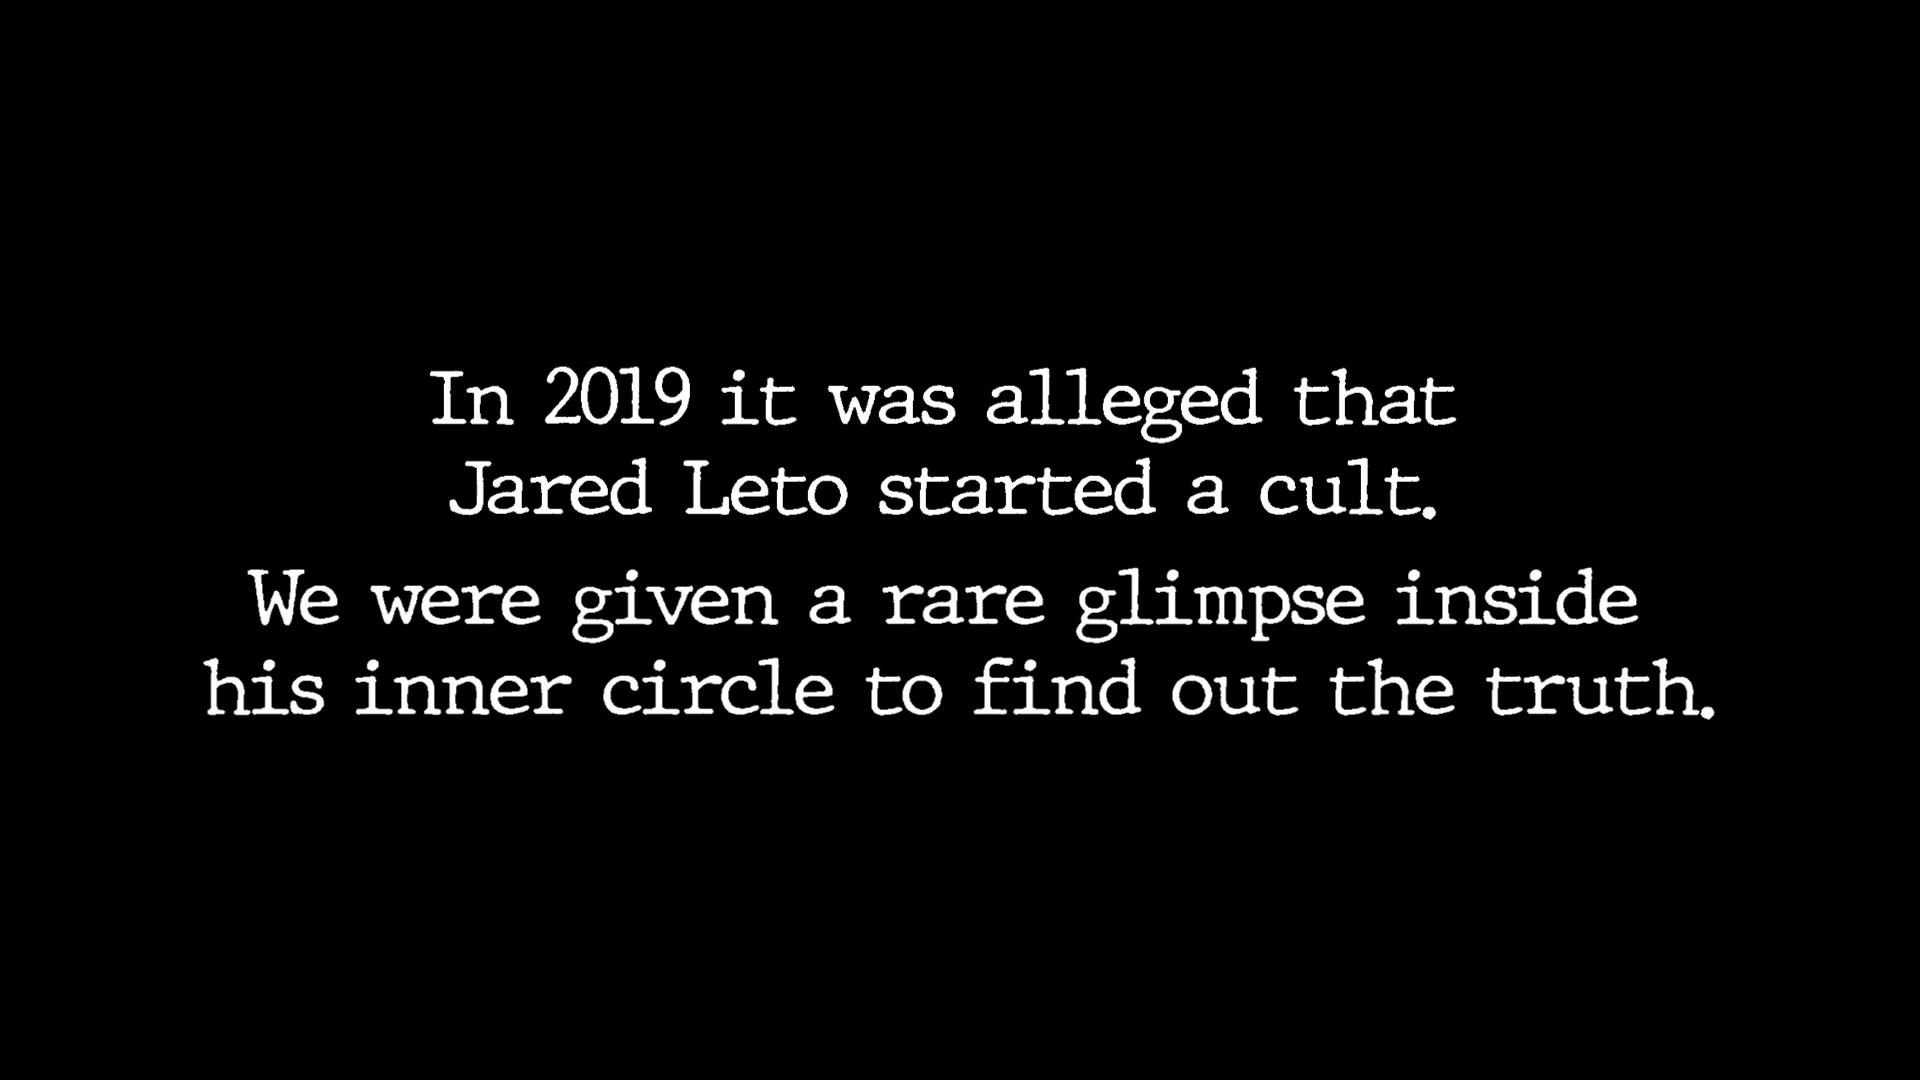 In 2019 it was alleged that
Jared Leto started a cult.
We were given a rare glimpse inside
his inner circle to find out the truth.